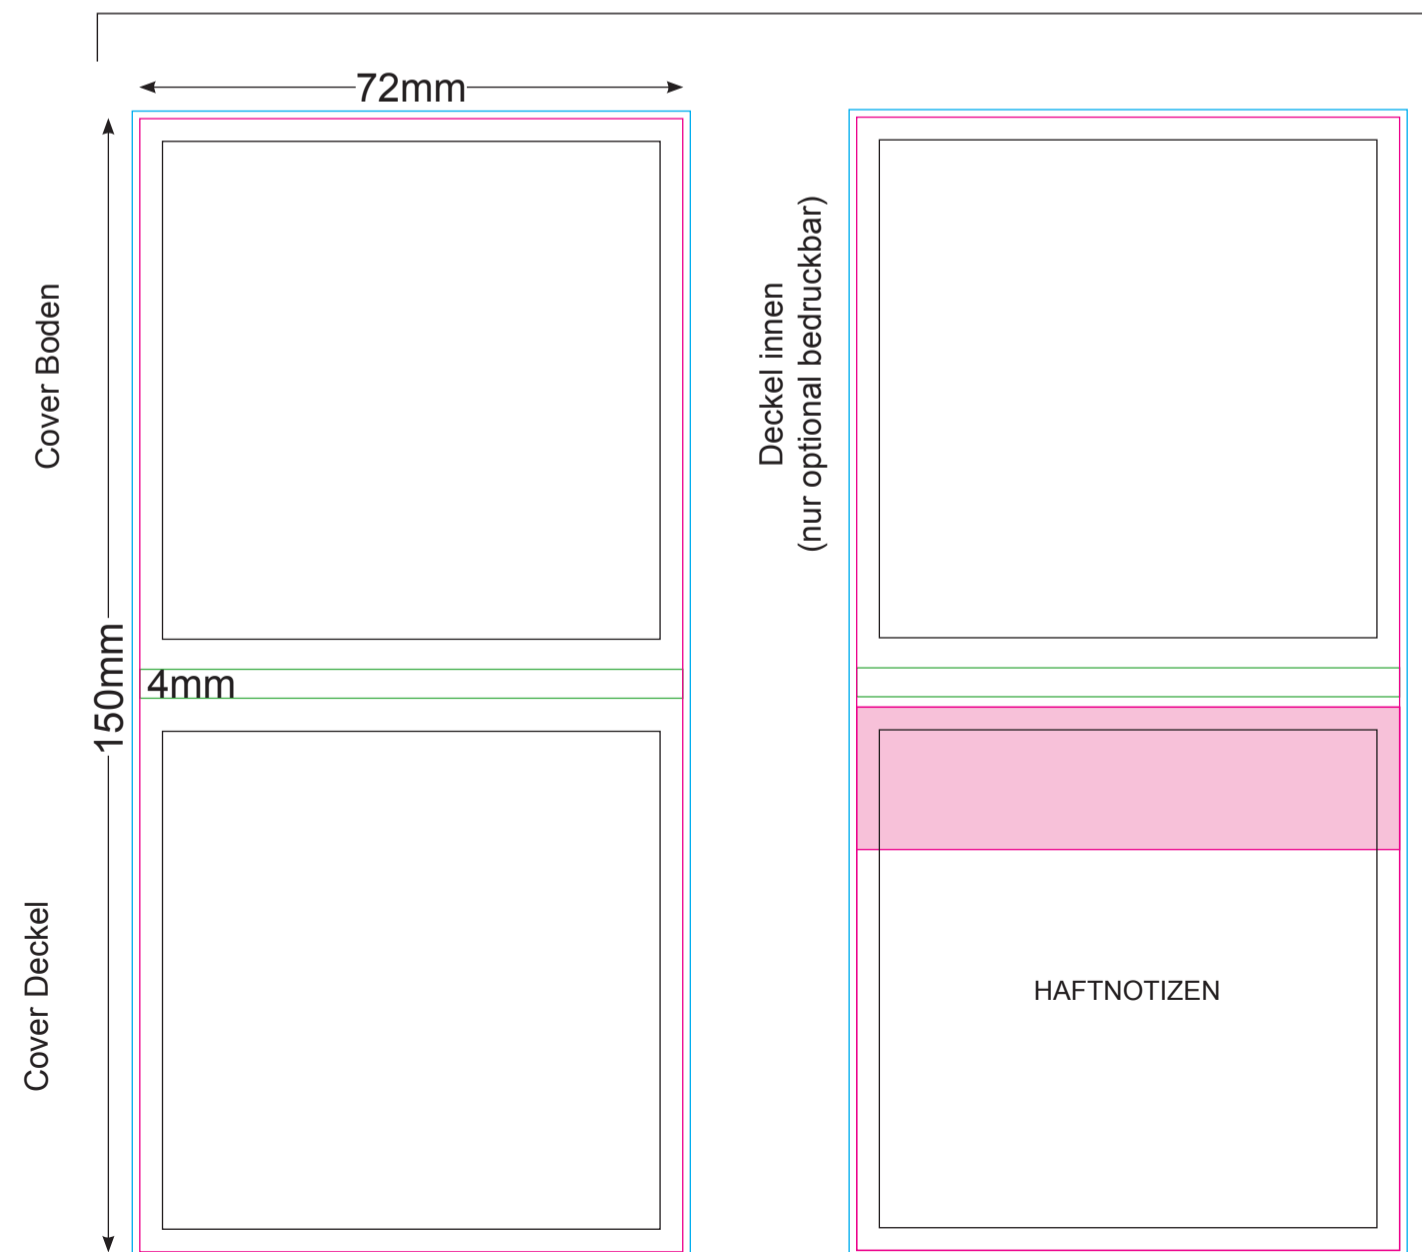 72mm
Cover Boden
150mm
4mm
Cover Deckel
Deckel innen
(nur optional bedruckbar)
HAFTNOTIZEN